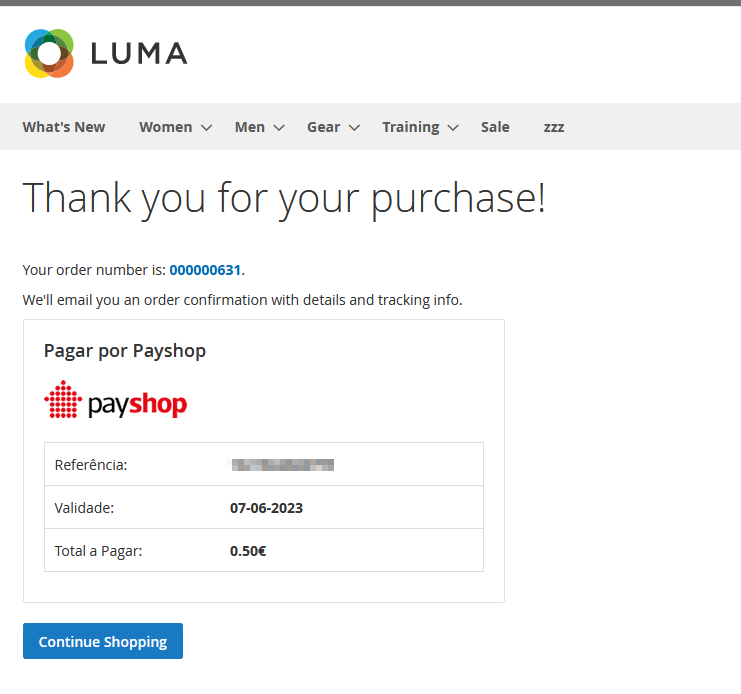 LUMA
What's New Women Men Gear Training Sale zzz
Thank you for your purchase!
Your order number is: 000000631.
We'll email you an order confirmation with details and tracking info.
Pagar por Payshop
payshop
Referência:
Validade: 07-06-2023
Total a Pagar: 0.50€
Continue Shopping